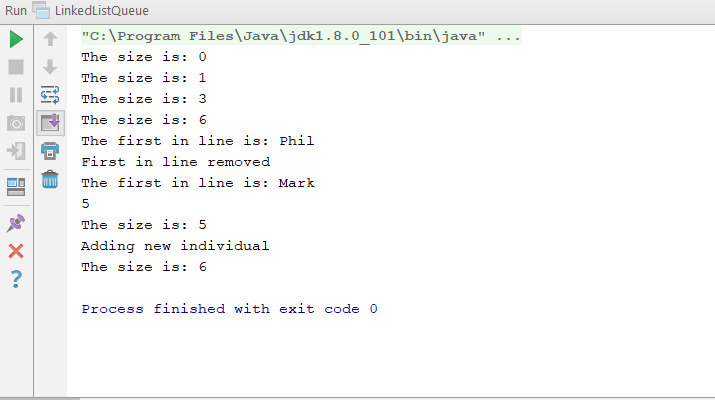 Run LinkedListQueue
"C:\Program Files\Java\jdk1.8.0_101\bin\java" ...
The size is: 0
The size is: 1
The size is: 3
The size is: 6
The first in line is: Phil
First in line removed
The first in line is: Mark
5
The size is: 5
Adding new individual
The size is: 6
Process finished with exit code 0